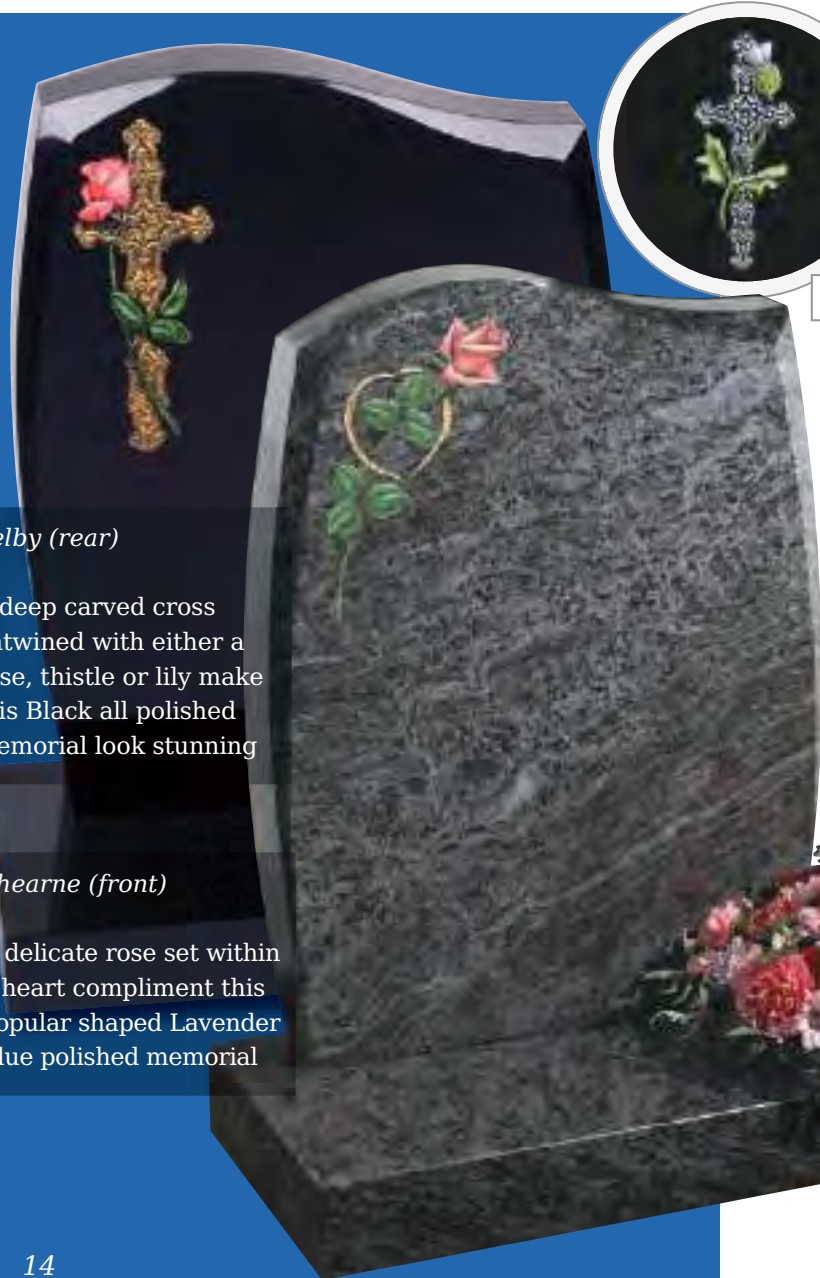 elby (rear)
deep carved cross
twined with either a
se, thistle or lily make
is Black all polished
emorial look stunning
hearne (front)
delicate rose set within
heart compliment this
opular shaped Lavender
lue polished memorial
14